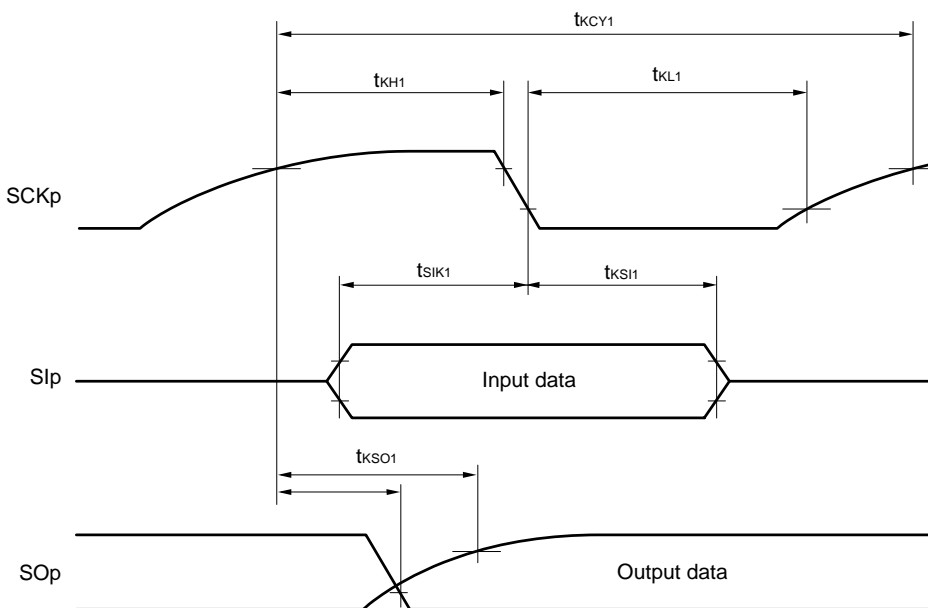 tKCY1
tKH1
tKL1
SCKp
tSIK1
tKSI1
SIp
Input data
tKSO1
SOp
Output data